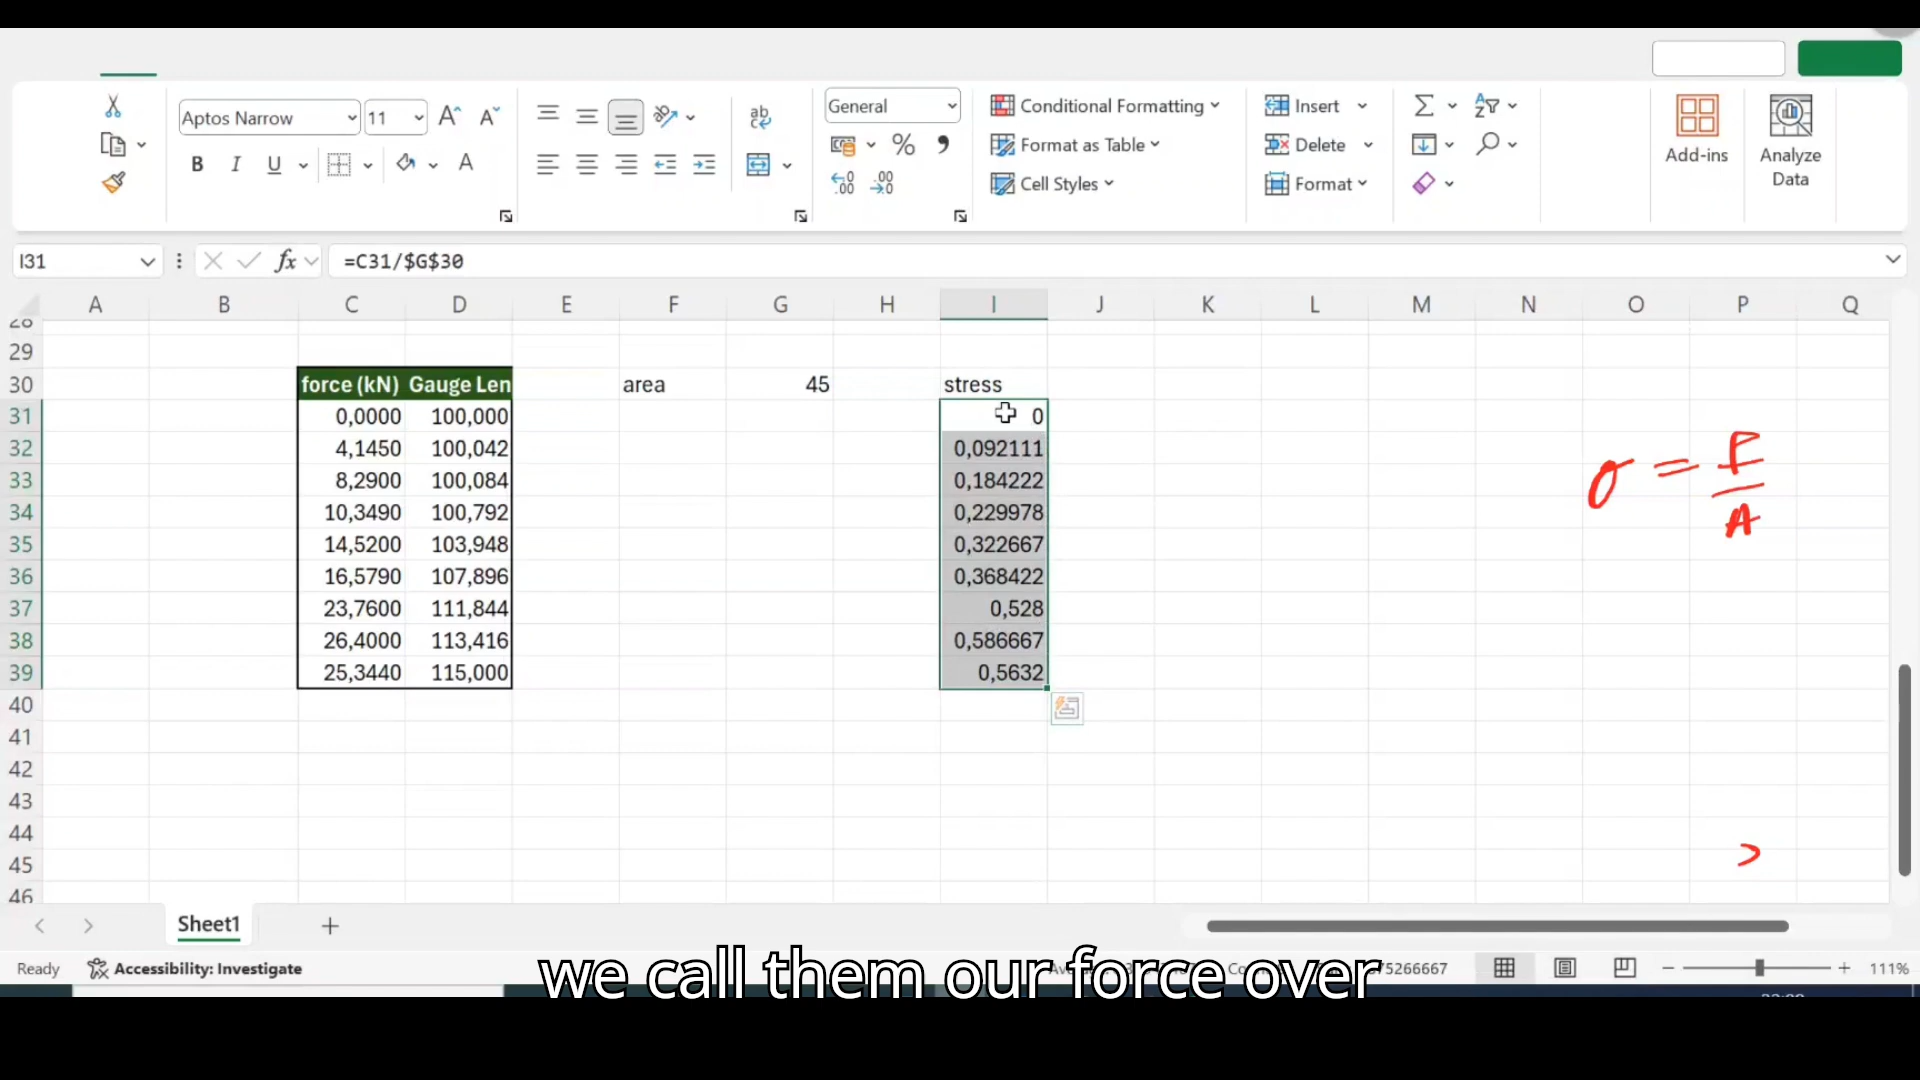 Aptos Narrow 11 A A ab General Conditional Formatting Insert
Format as Table Delete
B I U A % Cell Styles Format
Add-ins Analyze Data
I31 fx =C31/$G$30
A B C D E F G H I J K L M N O P Q
28
29
30 force (kN) Gauge Len area 45 stress
31 0,0000 100,000 0
32 4,1450 100,042 0,092111
33 8,2900 100,084 0,184222
34 10,3490 100,792 0,229978
35 14,5200 103,948 0,322667
36 16,5790 107,896 0,368422
37 23,7600 111,844 0,528
38 26,4000 113,416 0,586667
39 25,3440 115,000 0,5632
40
41
42
43
44
45
46
σ = P
A
Sheet1
Ready Accessibility: Investigate 75266667 111%
we call them our force over